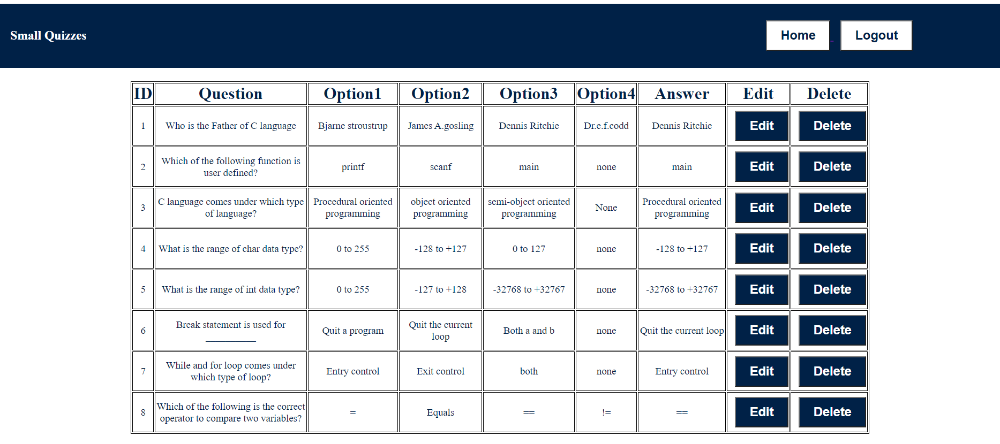 Small Quizzes
Home
Logout
ID Question Option1 Option2 Option3 Option4 Answer Edit Delete
1 Who is the Father of C language Bjarne stroustrup James A.gosling Dennis Ritchie Dr.e.f.codd Dennis Ritchie Edit Delete
2 Which of the following function is
user defined? printf scanf main none main Edit Delete
3 C language comes under which type
of language? Procedural oriented
programming object oriented
programming semi-object oriented
programming None Procedural oriented
programming Edit Delete
4 What is the range of char data type? 0 to 255 -128 to +127 0 to 127 none -128 to +127 Edit Delete
5 What is the range of int data type? 0 to 255 -127 to +128 -32768 to +32767 none -32768 to +32767 Edit Delete
6 Break statement is used for
__________ Quit a program Quit the current
loop Both a and b none Quit the current loop Edit Delete
7 While and for loop comes under
which type of loop? Entry control Exit control both none Entry control Edit Delete
8 Which of the following is the correct
operator to compare two variables? = Equals == != == Edit Delete